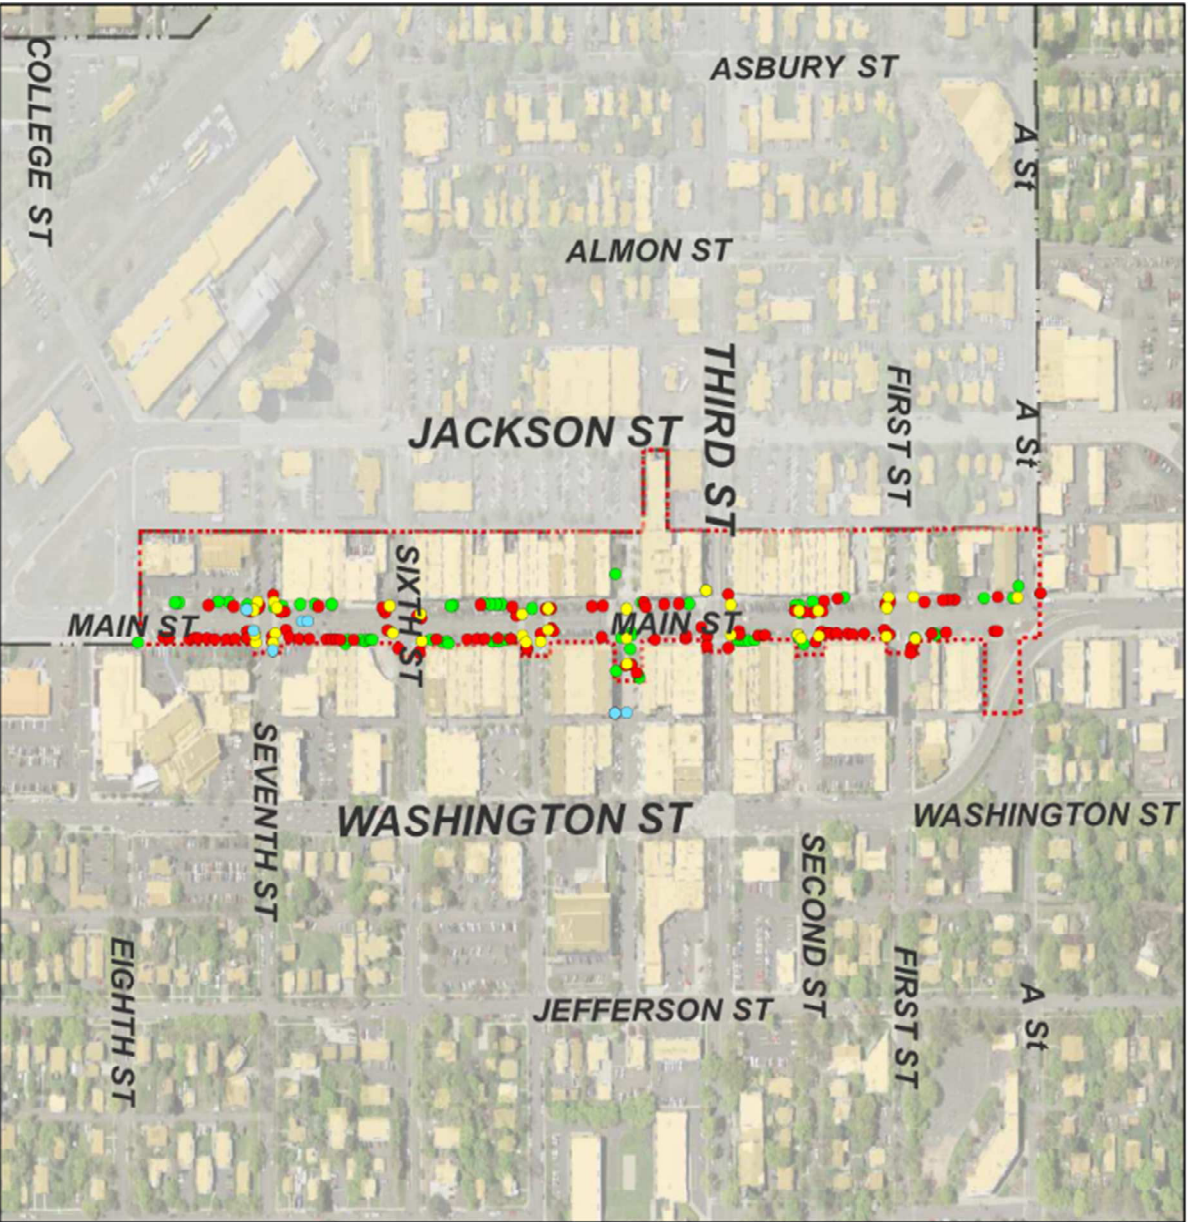 ASBURY ST
COLLEGE ST
A St
ALMON ST
THIRD ST
FIRST ST
A St
JACKSON ST
SIXTH ST
MAIN ST
MAIN ST
SEVENTH ST
WASHINGTON ST
WASHINGTON ST
SECOND ST
EIGHTH ST
FIRST ST
JEFFERSON ST
A St